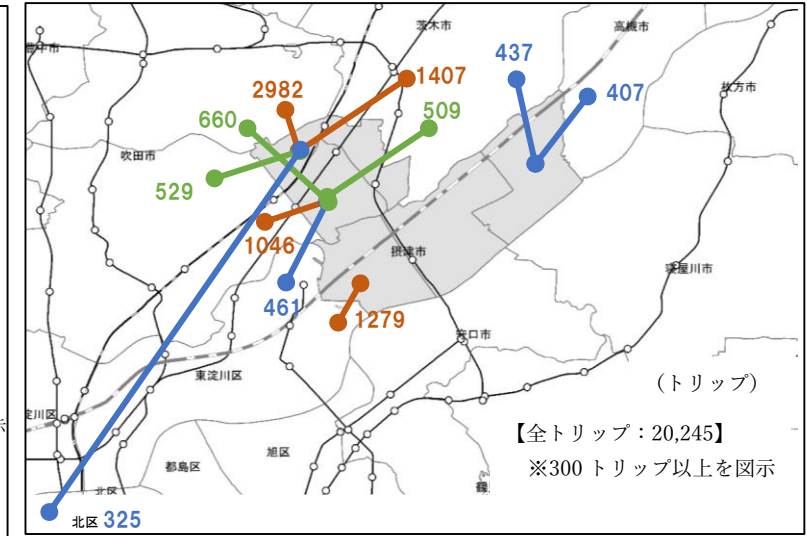 茨木市
高槻市
豊中市
437
1407
2982
407
枚方市
660
509
吹田市
529
1046
摂津市
寝屋川市
461
1279
守口市
東淀川区
(トリップ)
淀川区
示
【全トリップ：20,245】
旭区
都島区
※300 トリップ以上を図示
北区
北区 325